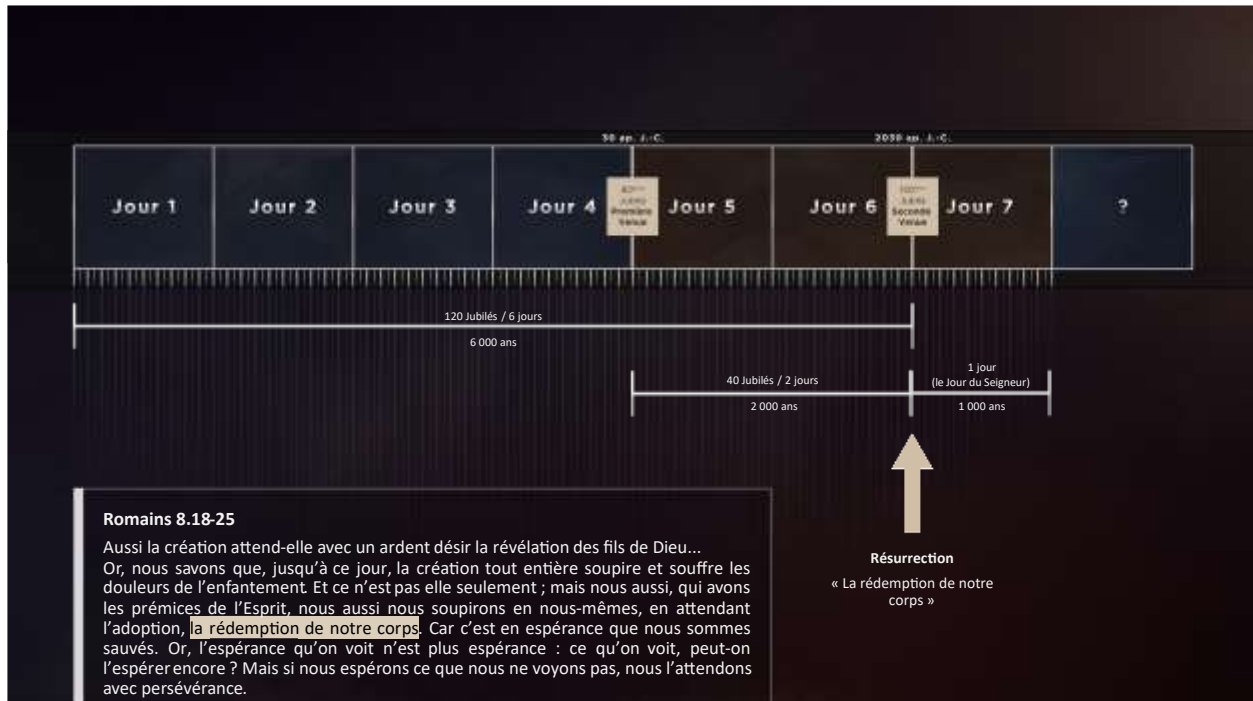 30 ap. J.-C.
2030 ap. J.-C.
Jour 1
Jour 2
Jour 3
Jour 4
Première
Venue
Jour 5
Jour 6
Seconde
Venue
Jour 7
?
120 Jubilés / 6 jours
6 000 ans
40 Jubilés / 2 jours
2 000 ans
1 jour
(le Jour du Seigneur)
1 000 ans
Résurrection
« La rédemption de notre
corps »
Romains 8.18-25
Aussi la création attend-elle avec un ardent désir la révélation des fils de Dieu...
Or, nous savons que, jusqu’à ce jour, la création tout entière soupire et souffre les
douleurs de l’enfantement. Et ce n’est pas elle seulement ; mais nous aussi, qui avons
les prémices de l’Esprit, nous aussi nous soupirons en nous-mêmes, en attendant
l’adoption, la rédemption de notre corps. Car c’est en espérance que nous sommes
sauvés. Or, l’espérance qu’on voit n’est plus espérance : ce qu’on voit, peut-on
l’espérer encore ? Mais si nous espérons ce que nous ne voyons pas, nous l’attendons
avec persévérance.